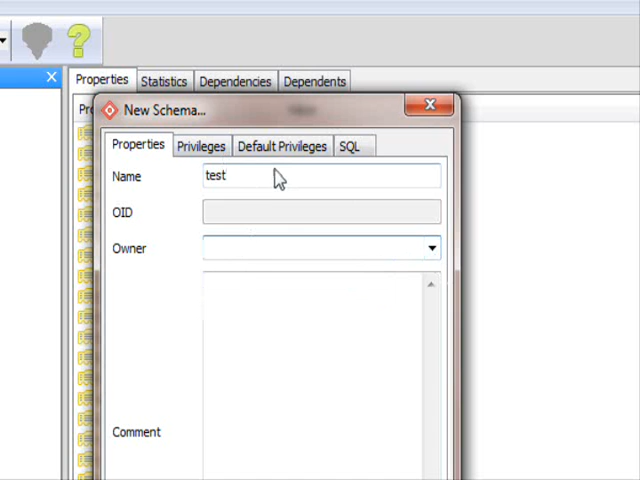 Properties Statistics Dependencies Dependents
New Schema...
Properties Privileges Default Privileges SQL
Name test
OID
Owner
Comment